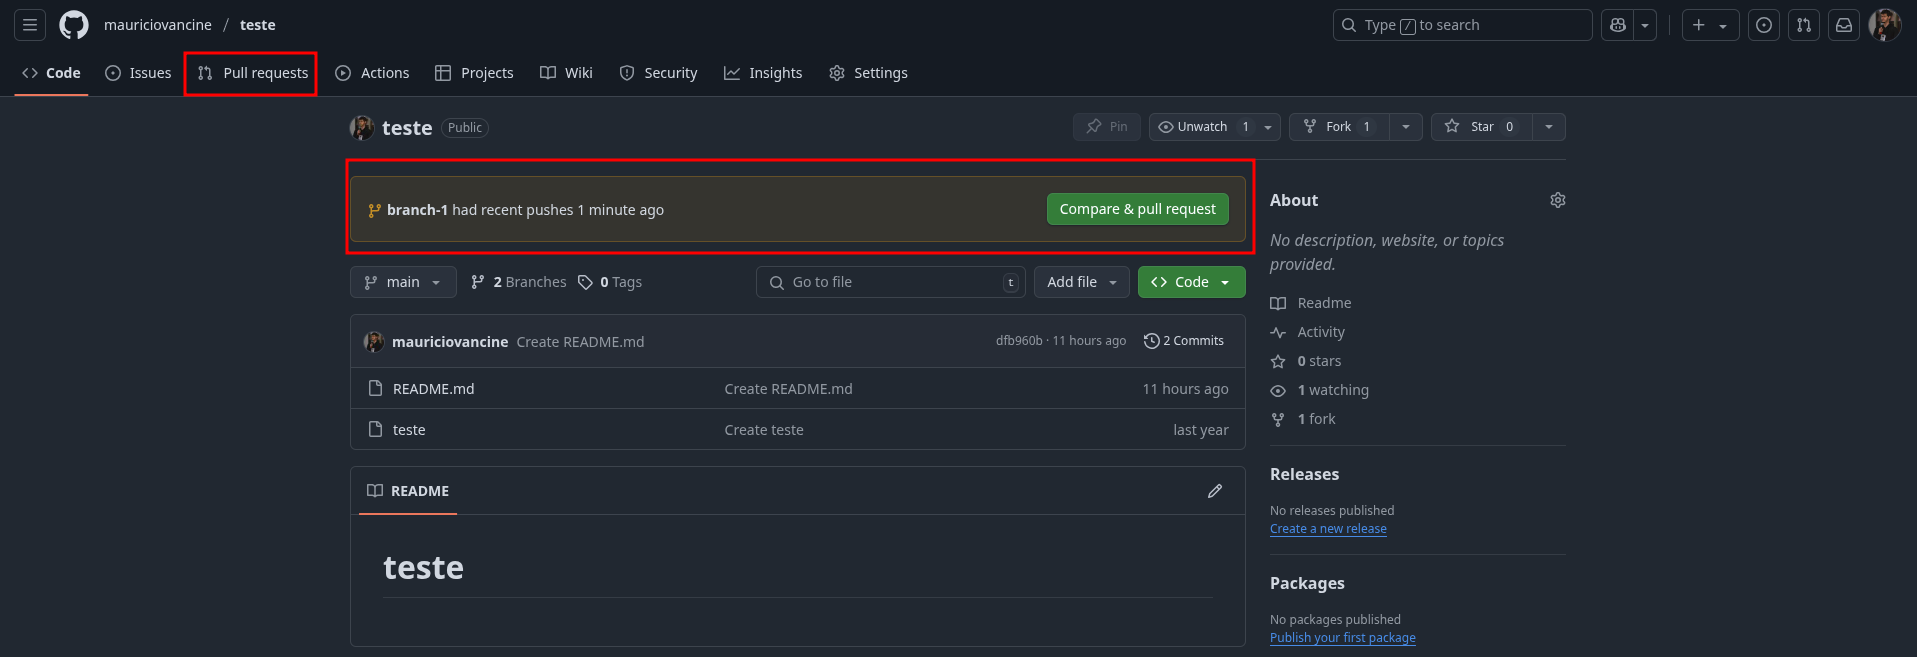 mauriciovancine / teste
Type / to search
Code
Issues
Pull requests
Actions
Projects
Wiki
Security
Insights
Settings
teste Public
Pin
Unwatch 1
Fork 1
Star 0
branch-1 had recent pushes 1 minute ago
Compare & pull request
main
2 Branches
0 Tags
Go to file t
Add file
Code
mauriciovancine Create README.md
dfb960b · 11 hours ago
2 Commits
README.md Create README.md 11 hours ago
teste Create teste last year
README
teste
About
No description, website, or topics
provided.
Readme
Activity
0 stars
1 watching
1 fork
Releases
No releases published
Create a new release
Packages
No packages published
Publish your first package